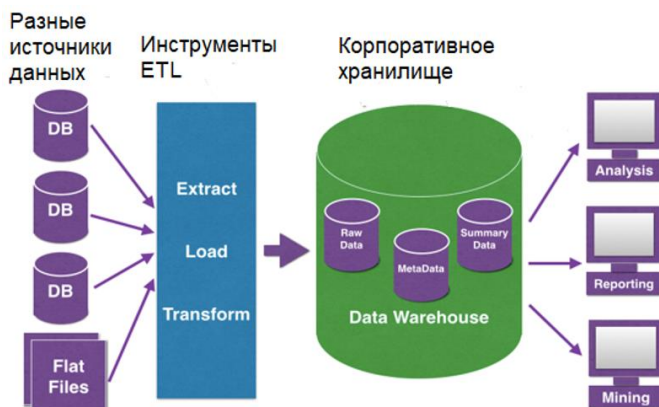 Разные
источники
данных
Инструменты
ETL
Корпоративное
хранилище
DB
DB
DB
Flat
Files
Extract
Load
Transform
Raw
Data
MetaData
Summary
Data
Data Warehouse
Analysis
Reporting
Mining